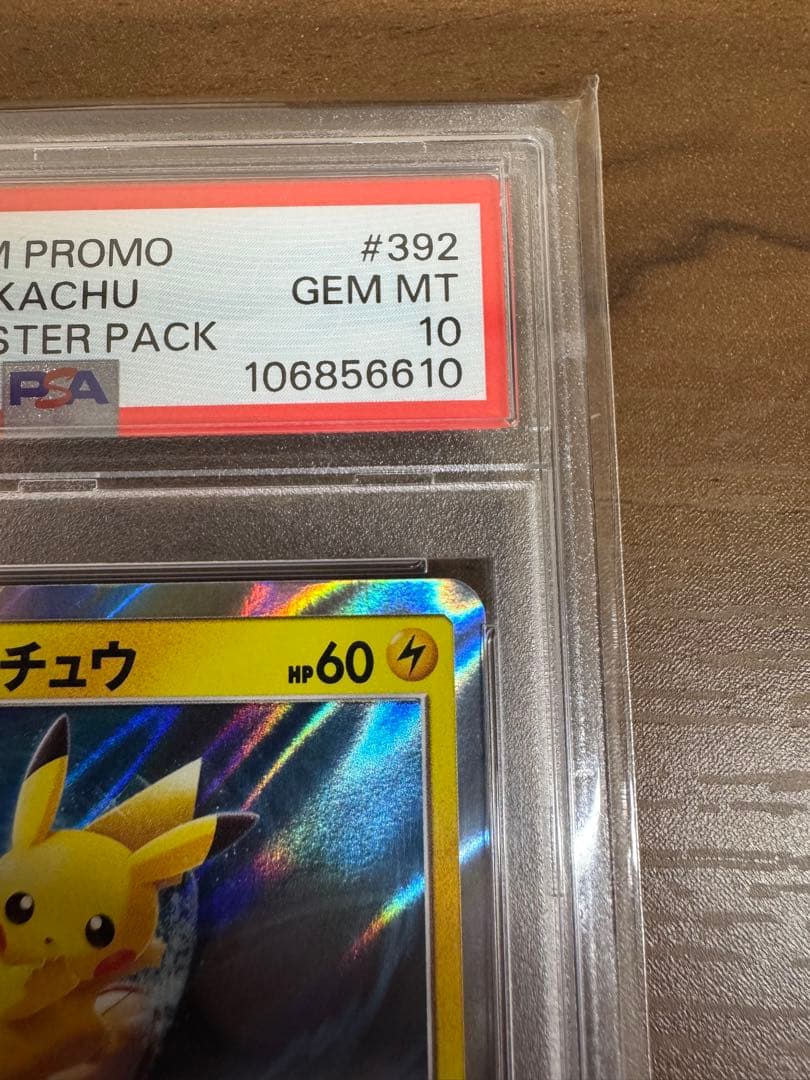 M PROMO #392
KACHU GEM MT
STER PACK 10
PSA 106856610
チュウ HP60